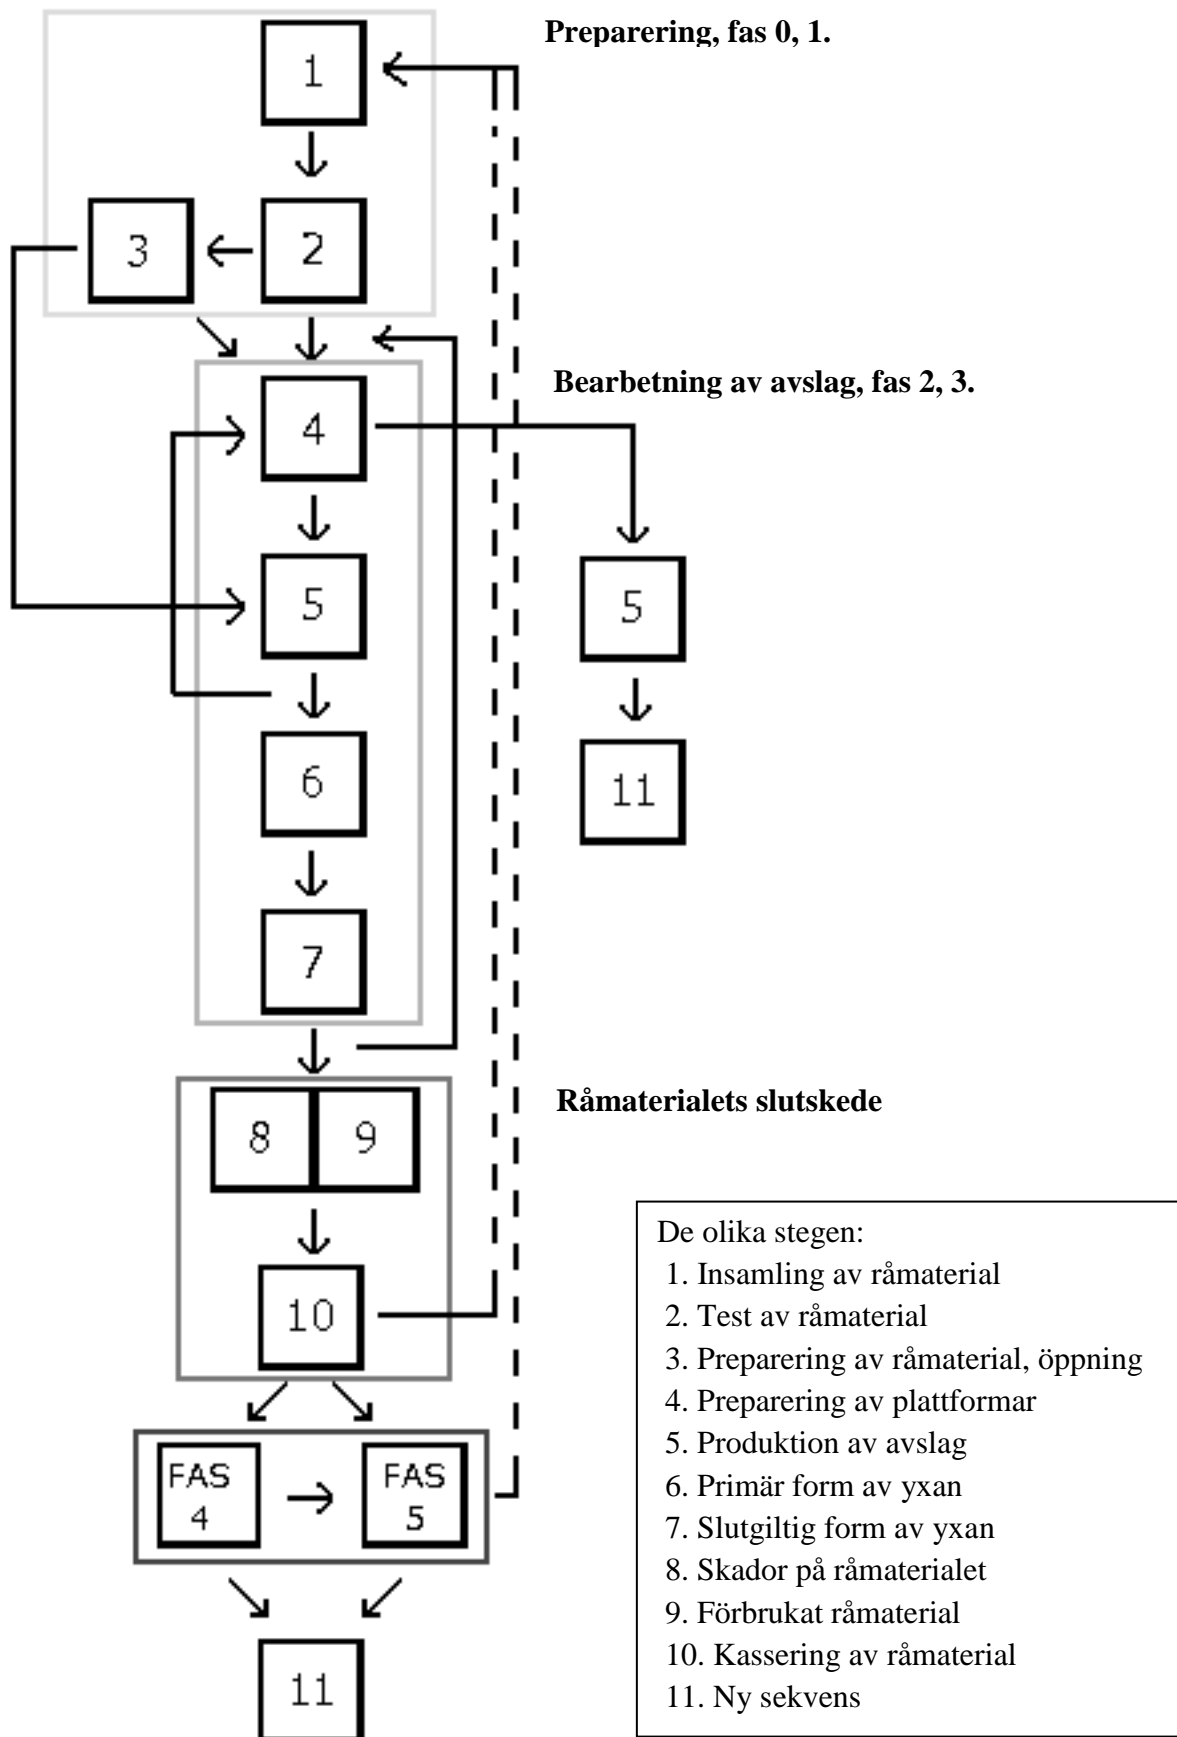 Preparering, fas 0, 1.
1
3
2
Bearbetning av avslag, fas 2, 3.
4
5
5
6
11
7
Råmaterialets slutskede
8
9
10
De olika stegen:
1. Insamling av råmaterial
2. Test av råmaterial
3. Preparering av råmaterial, öppning
4. Preparering av plattformar
5. Produktion av avslag
6. Primär form av yxan
7. Slutgiltig form av yxan
8. Skador på råmaterialet
9. Förbrukat råmaterial
10. Kassering av råmaterial
11. Ny sekvens
FAS
4
FAS
5
11